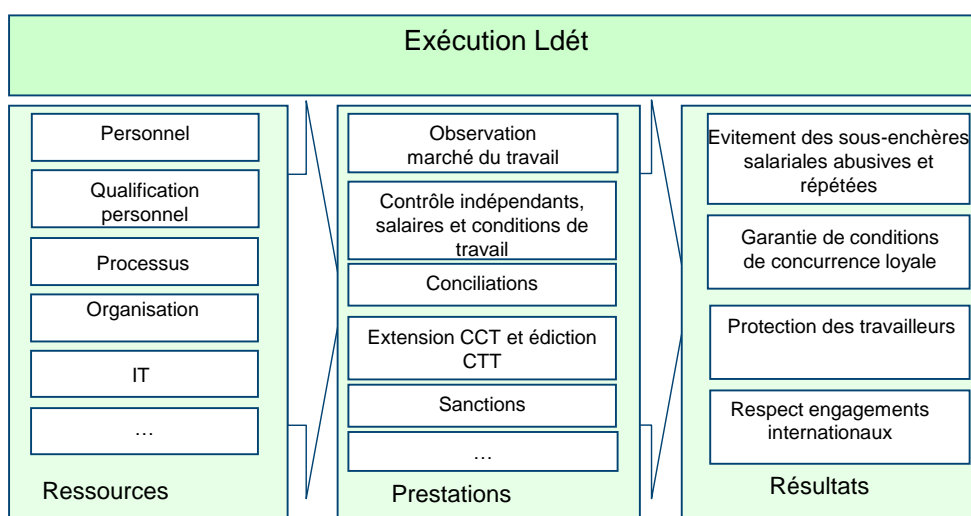 Exécution Ldét
Personnel
Qualification
personnel
Processus
Organisation
IT
…
Ressources
Observation
marché du travail
Contrôle indépendants,
salaires et conditions de
travail
Conciliations
Extension CCT et édiction
CTT
Sanctions
…
Prestations
Evitement des sous-enchères
salariales abusives et
répétées
Garantie de conditions
de concurrence loyale
Protection des travailleurs
Respect engagements
internationaux
Résultats